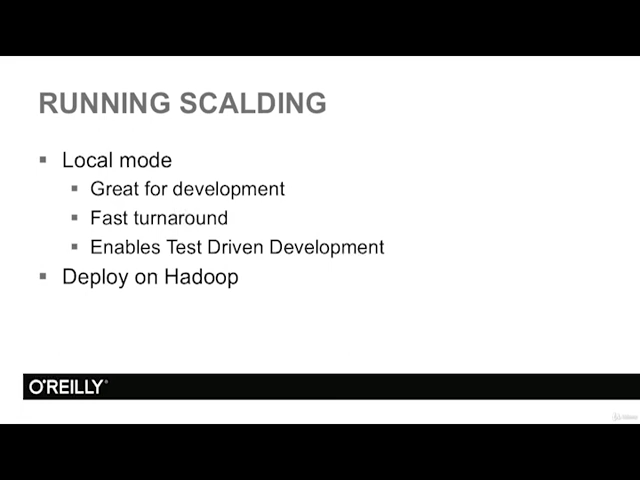 RUNNING SCALDING
▪ Local mode
▪ Great for development
▪ Fast turnaround
▪ Enables Test Driven Development
▪ Deploy on Hadoop
O'REILLY®